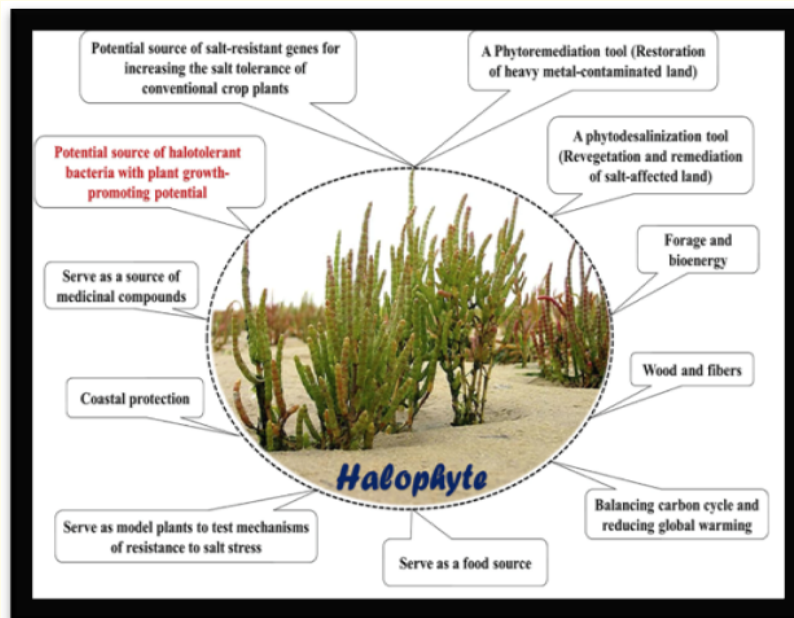 Potential source of salt-resistant genes for
increasing the salt tolerance of
conventional crop plants
A Phytoremediation tool (Restoration
of heavy metal-contaminated land)
Potential source of halotolerant
bacteria with plant growth-
promoting potential
A phytodesalinization tool
(Revegetation and remediation
of salt-affected land)
Serve as a source of
medicinal compounds
Forage and
bioenergy
Coastal protection
Wood and fibers
Halophyte
Serve as model plants to test mechanisms
of resistance to salt stress
Balancing carbon cycle and
reducing global warming
Serve as a food source